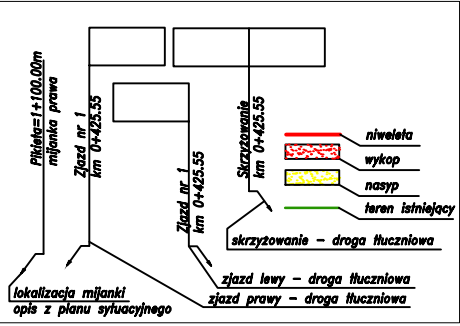 Pikieta=1+100.00m
mijanka prawa
Zjazd nr 1
km 0+425.55
Zjazd nr 1
km 0+425.55
Skrzyżowanie
km 0+425.55
niweleta
wykop
nasyp
teren istniejący
skrzyżowanie – droga tłuczniowa
zjazd lewy – droga tłuczniowa
zjazd prawy – droga tłuczniowa
lokalizacja mijanki
opis z planu sytuacyjnego